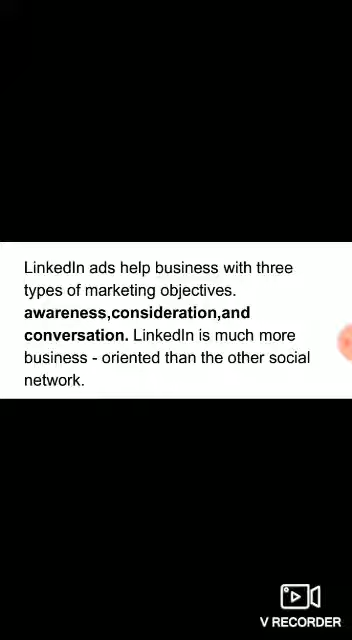 LinkedIn ads help business with three
types of marketing objectives.
awareness,consideration,and
conversation. LinkedIn is much more
business - oriented than the other social
network.
V RECORDER